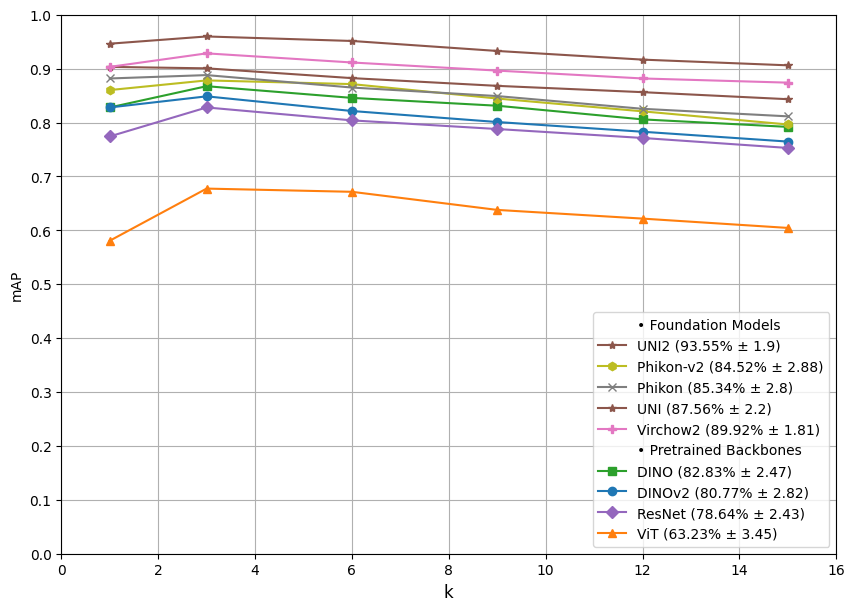 1.0
0.9
0.8
0.7
0.6
0.5
0.4
0.3
0.2
0.1
0.0
mAP
0 2 4 6 8 10 12 14 16
k
• Foundation Models
UNI2 (93.55% ± 1.9)
Phikon-v2 (84.52% ± 2.88)
Phikon (85.34% ± 2.8)
UNI (87.56% ± 2.2)
Virchow2 (89.92% ± 1.81)
• Pretrained Backbones
DINO (82.83% ± 2.47)
DINOv2 (80.77% ± 2.82)
ResNet (78.64% ± 2.43)
ViT (63.23% ± 3.45)